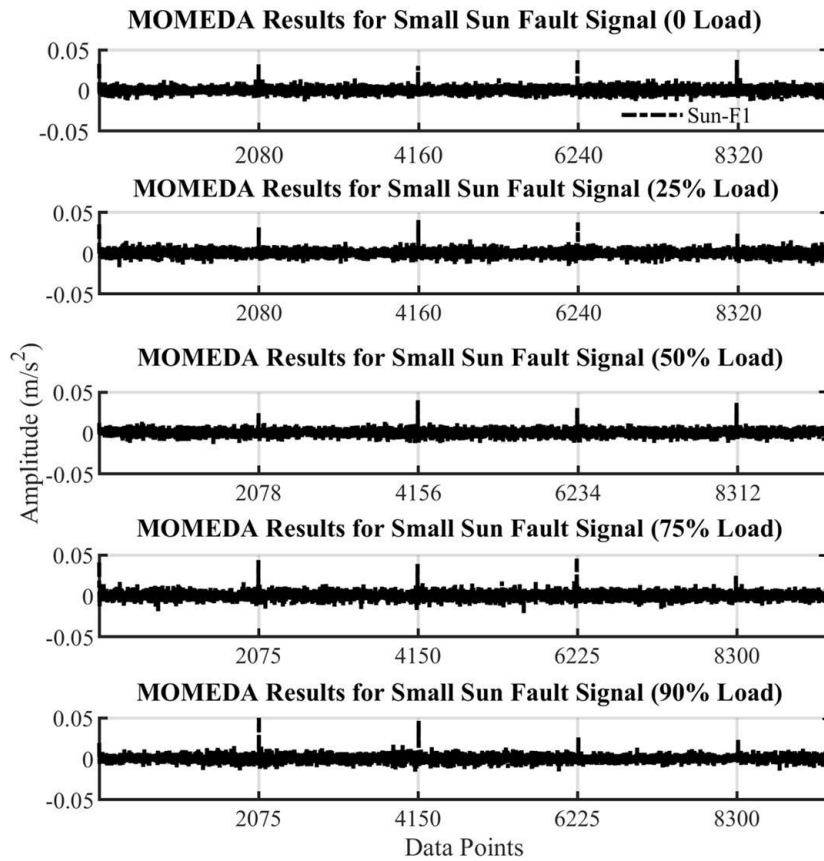 MOMEDA Results for Small Sun Fault Signal (0 Load)
0.05
0
-0.05
Sun-F1
2080 4160 6240 8320
MOMEDA Results for Small Sun Fault Signal (25% Load)
0.05
0
-0.05
2080 4160 6240 8320
MOMEDA Results for Small Sun Fault Signal (50% Load)
0.05
0
-0.05
2078 4156 6234 8312
Amplitude (m/s²)
MOMEDA Results for Small Sun Fault Signal (75% Load)
0.05
0
-0.05
2075 4150 6225 8300
MOMEDA Results for Small Sun Fault Signal (90% Load)
0.05
0
-0.05
2075 4150 6225 8300
Data Points